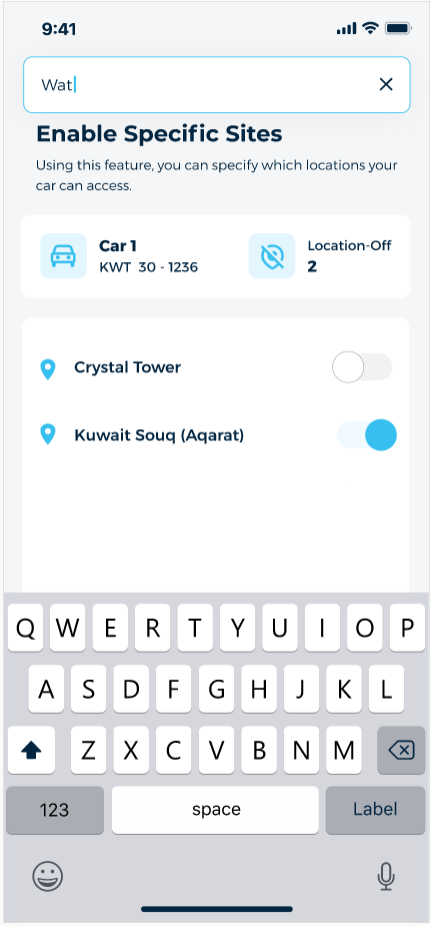 9:41
Wat
Enable Specific Sites
Using this feature, you can specify which locations your
car can access.
Car 1
KWT 30 - 1236
Location-Off
2
Crystal Tower
Kuwait Souq (Aqarat)
Q W E R T Y U I O P
A S D F G H J K L
Z X C V B N M
123 space Label